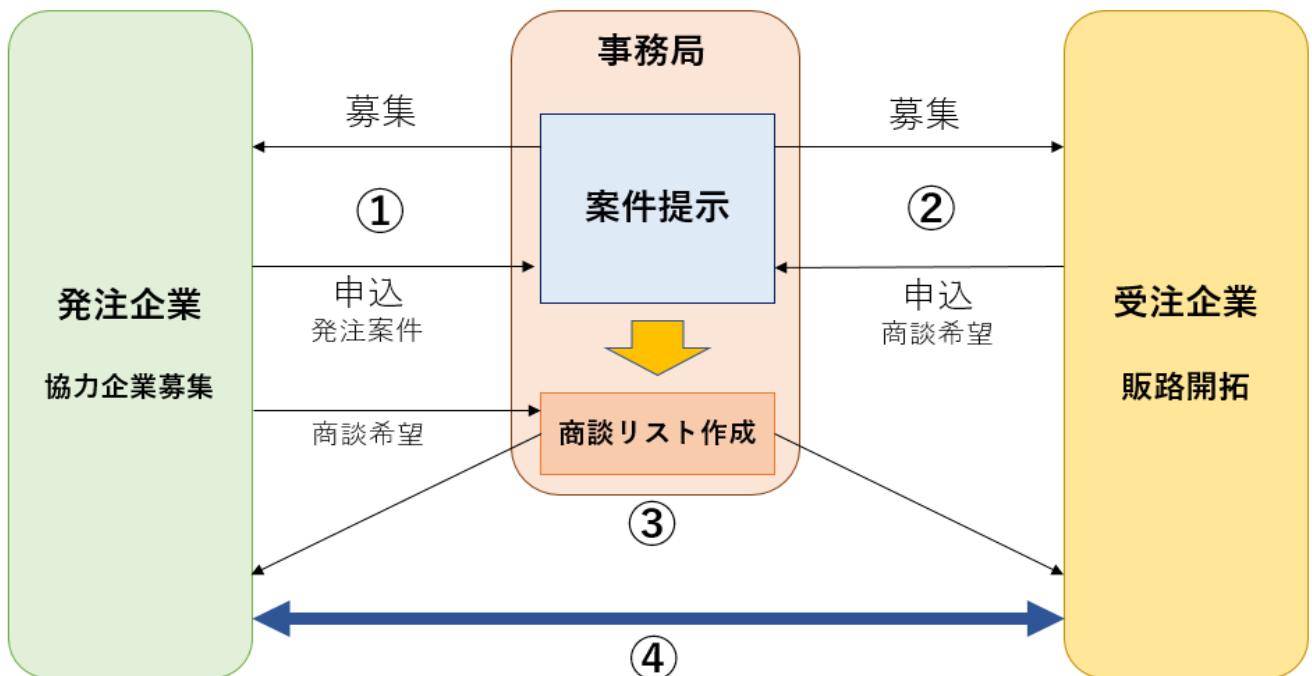 事務局
募集
募集
案件提示
①
②
発注企業
協力企業募集
申込
発注案件
申込
商談希望
受注企業
販路開拓
商談希望
商談リスト作成
③
④